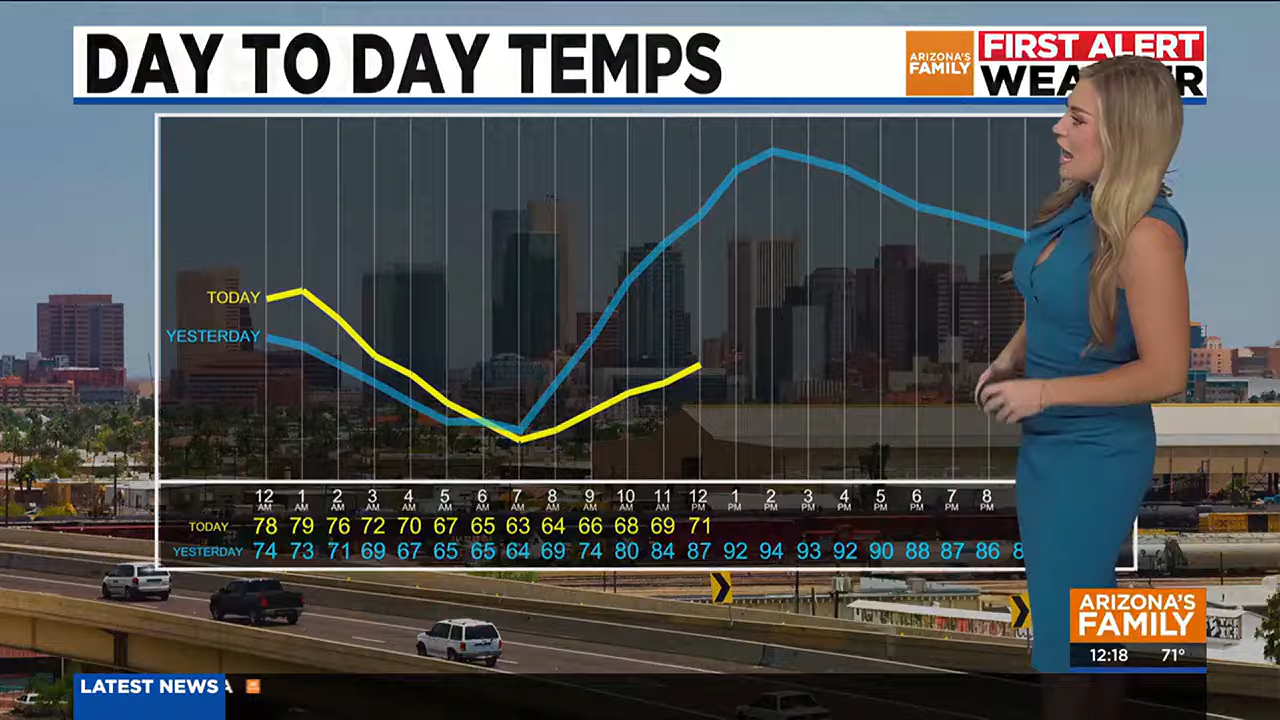 DAY TO DAY TEMPS
ARIZONA'S
FAMILY
FIRST ALERT
TODAY
YESTERDAY
12 AM 1 AM 2 AM 3 AM 4 AM 5 AM 6 AM 7 AM 8 AM 9 AM 10 AM 11 AM 12 PM 1 PM 2 PM 3 PM 4 PM 5 PM 6 PM 7 PM 8 PM
TODAY 78 79 76 72 70 67 65 63 64 66 68 69 71
YESTERDAY 74 73 71 69 67 65 65 64 69 74 80 84 87 92 94 93 92 90 88 87 86
ARIZONA'S
FAMILY
12:18 71°
LATEST NEWS